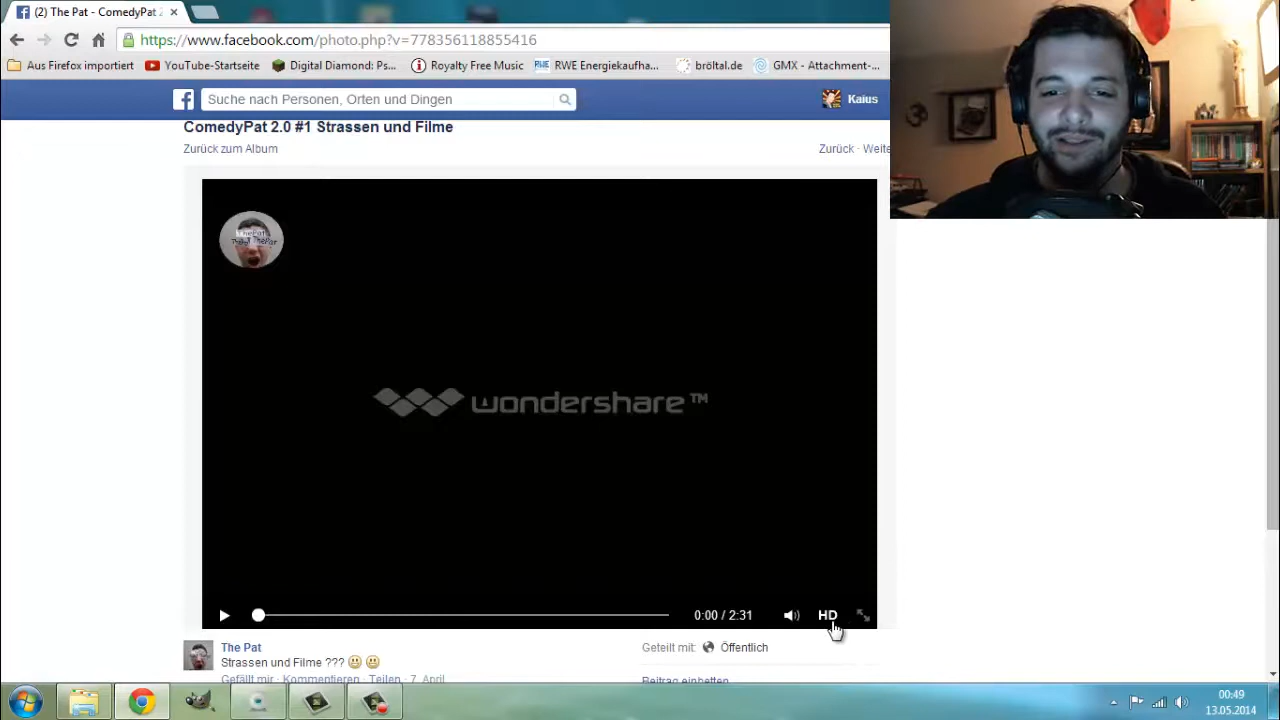 (2) The Pat - ComedyPat 2
https://www.facebook.com/photo.php?v=778356118855416
Aus Firefox importiert YouTube-Startseite Digital Diamond: Ps... Royalty Free Music RWE RWE Energiekaufha... bröltal.de GMX - Attachment-...
Suche nach Personen, Orten und Dingen
Kaius
ComedyPat 2.0 #1 Strassen und Filme
Zurück zum Album
Zurück · Weite
wondershare™
0:00 / 2:31 HD
The Pat
Strassen und Filme ???
Gefällt mir · Kommentieren · Teilen · 7. April
Geteilt mit: Öffentlich
Beitrag einbetten
00:49
13.05.2014